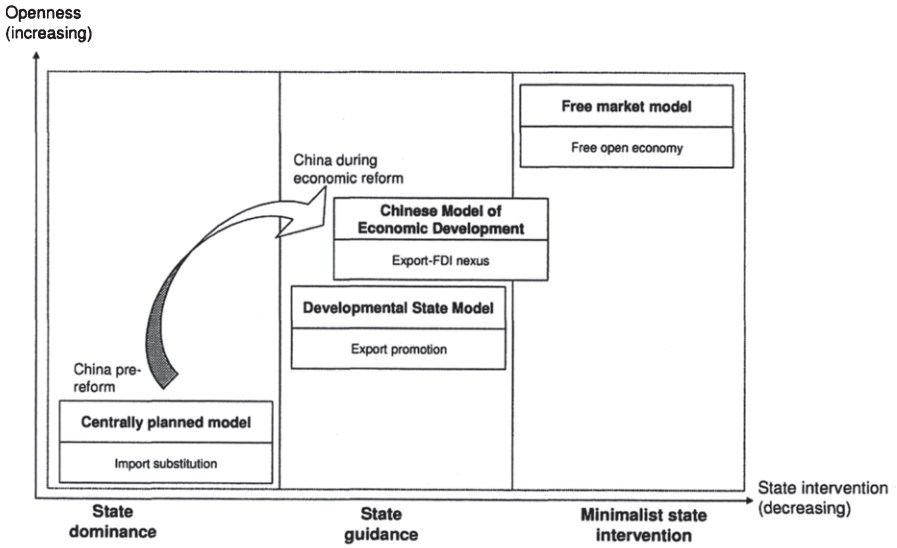 Openness
(increasing)
Free market model
Free open economy
China during
economic reform
Chinese Model of
Economic Development
Export-FDI nexus
Developmental State Model
Export promotion
China pre-
reform
Centrally planned model
Import substitution
State intervention
(decreasing)
State
dominance
State
guidance
Minimalist state
intervention